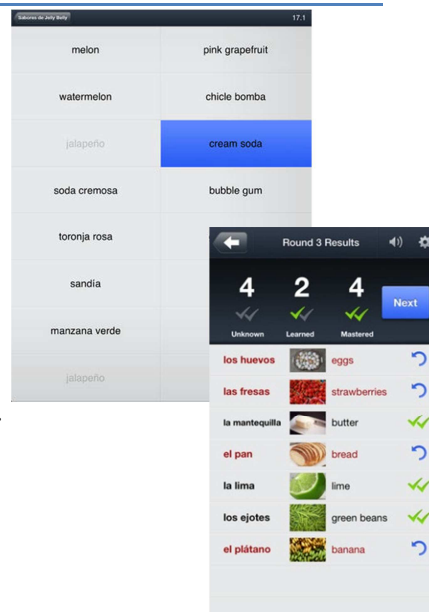 Sabores de Jelly Belly 17.1
melon pink grapefruit
watermelon chicle bomba
jalapeño cream soda
soda cremosa bubble gum
toronja rosa
sandía
manzana verde
jalapeño
Round 3 Results
4 2 4 Next
Unknown Learned Mastered
los huevos eggs
las fresas strawberries
la mantequilla butter
el pan bread
la lima lime
los ejotes green beans
el plátano banana